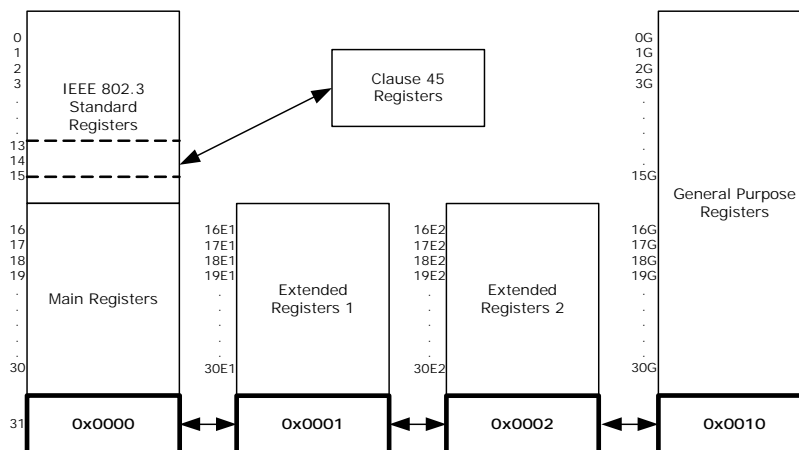 0
1
2
3
.
.
.
13
14
15
IEEE 802.3
Standard
Registers
Clause 45
Registers
16
17
18
19
.
.
.
.
.
30
Main Registers
16E1
17E1
18E1
19E1
.
.
.
.
.
30E1
Extended
Registers 1
16E2
17E2
18E2
19E2
.
.
.
.
.
30E2
Extended
Registers 2
0G
1G
2G
3G
.
.
.
.
.
15G
16G
17G
18G
19G
.
.
.
.
.
30G
General Purpose
Registers
31
0x0000
0x0001
0x0002
0x0010